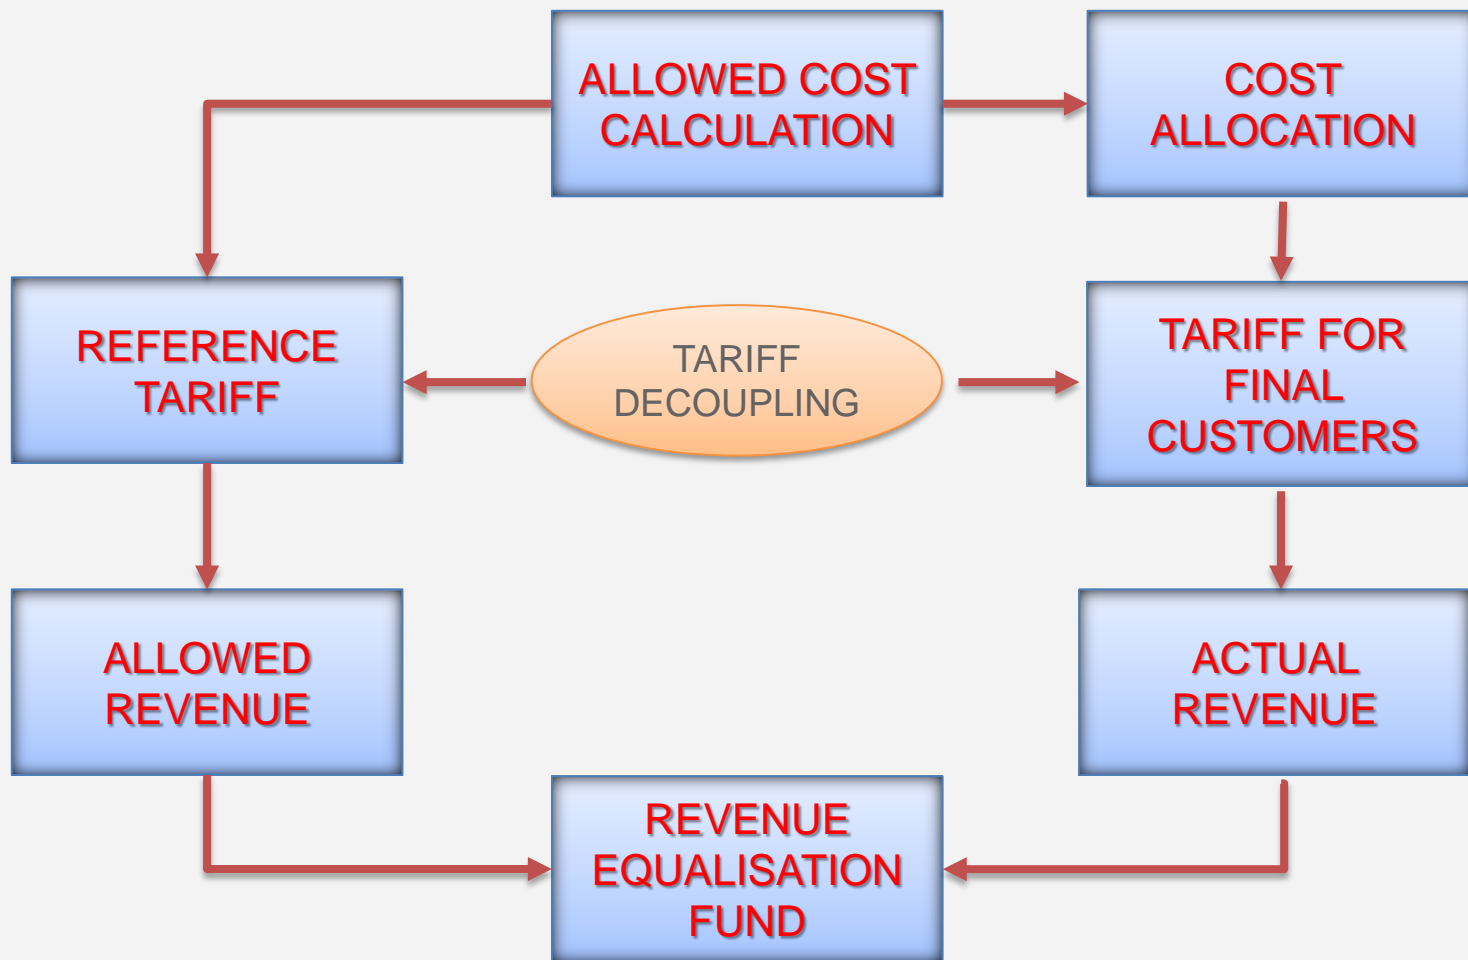 ALLOWED COST
CALCULATION
COST
ALLOCATION
REFERENCE
TARIFF
TARIFF
DECOUPLING
TARIFF FOR
FINAL
CUSTOMERS
ALLOWED
REVENUE
ACTUAL
REVENUE
REVENUE
EQUALISATION
FUND